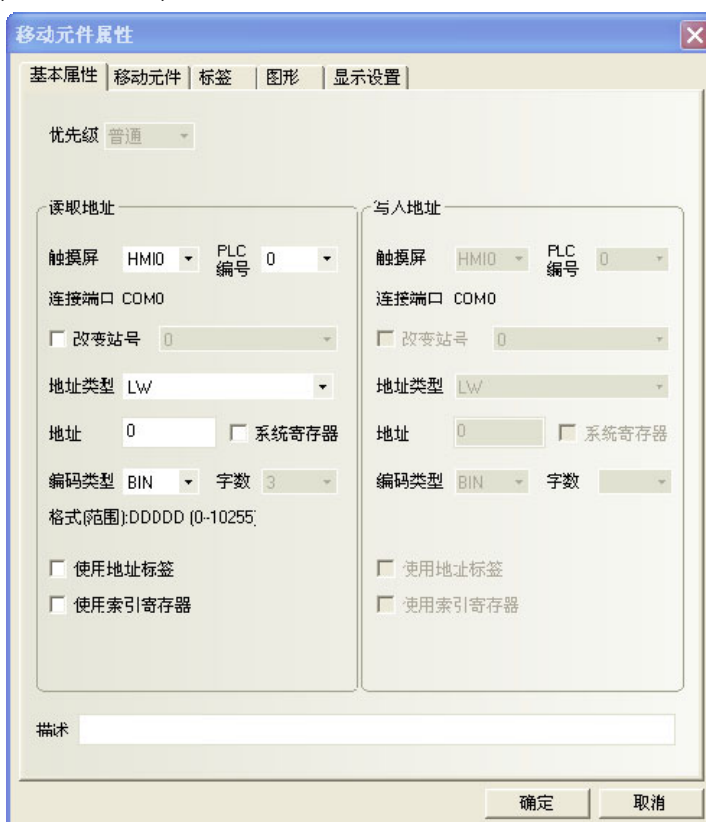 移动元件属性
基本属性 移动元件 标签 图形 显示设置
优先级 普通
读取地址
触摸屏 HMI0 PLC编号 0
连接端口 COM0
改变站号 0
地址类型 LW
地址 0 系统寄存器
编码类型 BIN 字数 3
格式(范围):DDDDD (0~10255)
使用地址标签
使用索引寄存器
写入地址
触摸屏 HMI0 PLC编号 0
连接端口 COM0
改变站号 0
地址类型 LW
地址 0 系统寄存器
编码类型 BIN 字数
使用地址标签
使用索引寄存器
描述
确定 取消